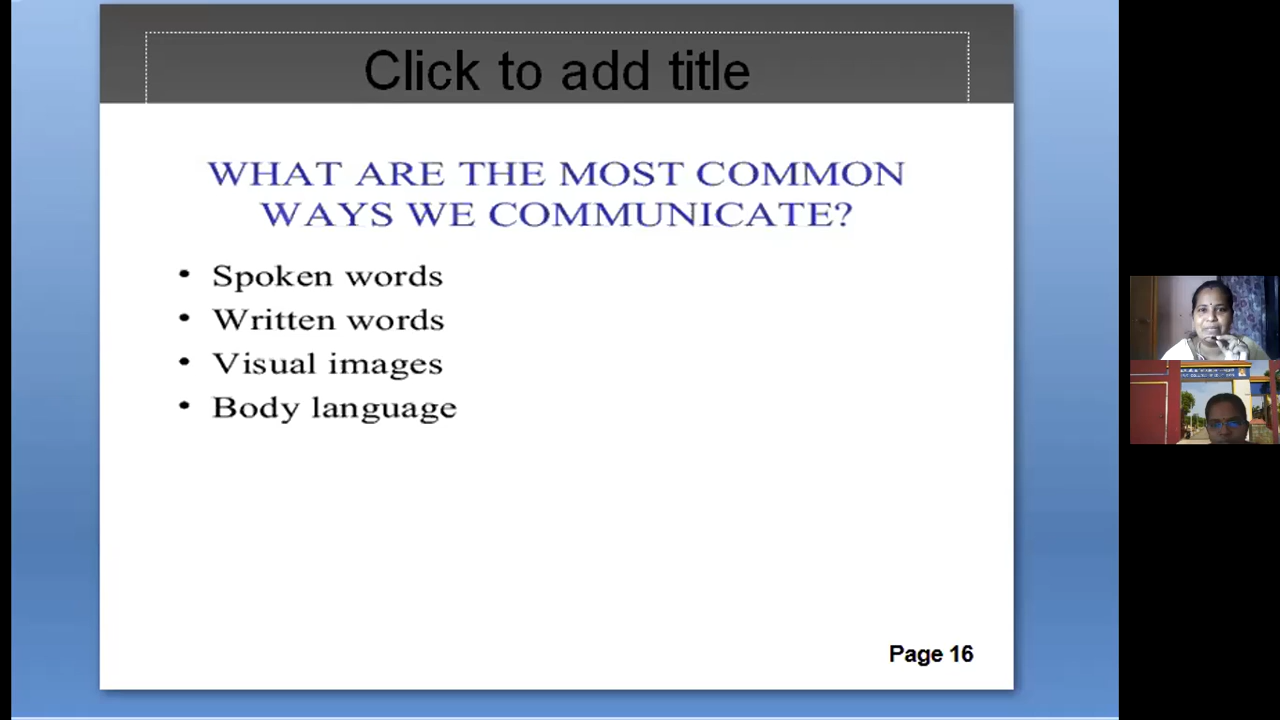 Click to add title
WHAT ARE THE MOST COMMON
WAYS WE COMMUNICATE?
• Spoken words
• Written words
• Visual images
• Body language
Page 16